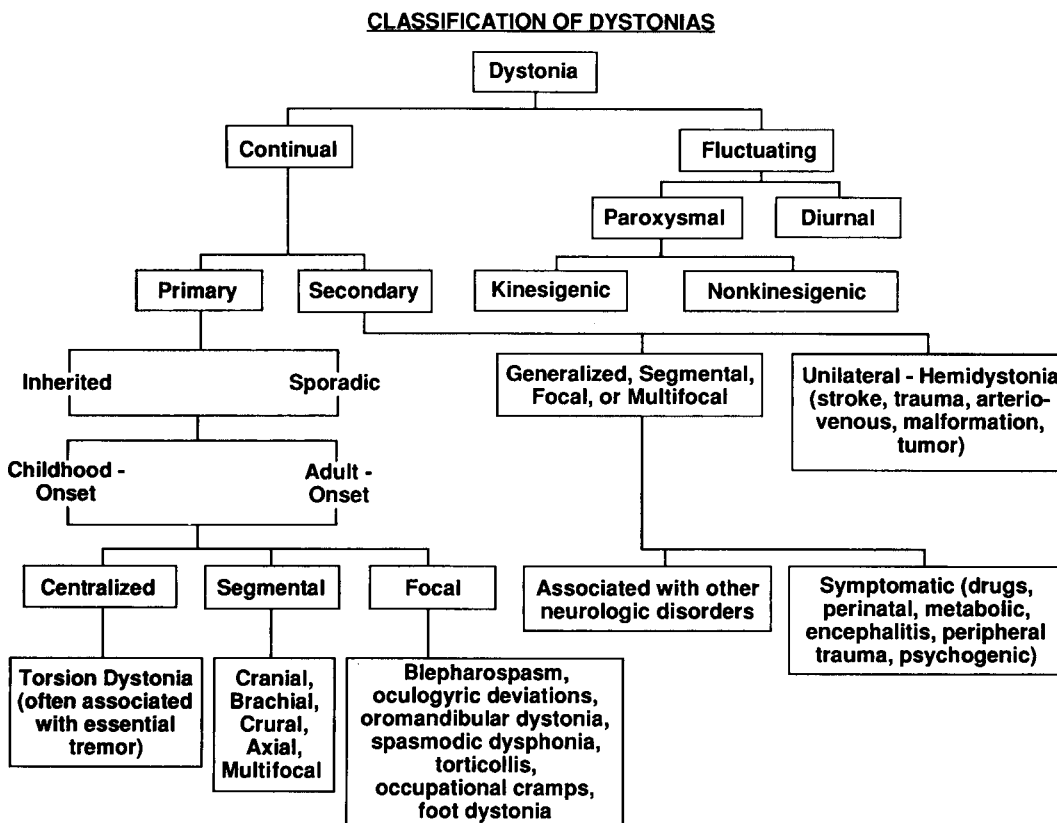 CLASSIFICATION OF DYSTONIAS
Dystonia
Continual
Fluctuating
Paroxysmal
Diurnal
Primary
Secondary
Kinesigenic
Nonkinesigenic
Inherited
Sporadic
Generalized, Segmental,
Focal, or Multifocal
Unilateral - Hemidystonia
(stroke, trauma, arterio-
venous, malformation,
tumor)
Childhood -
Onset
Adult -
Onset
Centralized
Segmental
Focal
Associated with other
neurologic disorders
Symptomatic (drugs,
perinatal, metabolic,
encephalitis, peripheral
trauma, psychogenic)
Torsion Dystonia
(often associated
with essential
tremor)
Cranial,
Brachial,
Crural,
Axial,
Multifocal
Blepharospasm,
oculogyric deviations,
oromandibular dystonia,
spasmodic dysphonia,
torticollis,
occupational cramps,
foot dystonia